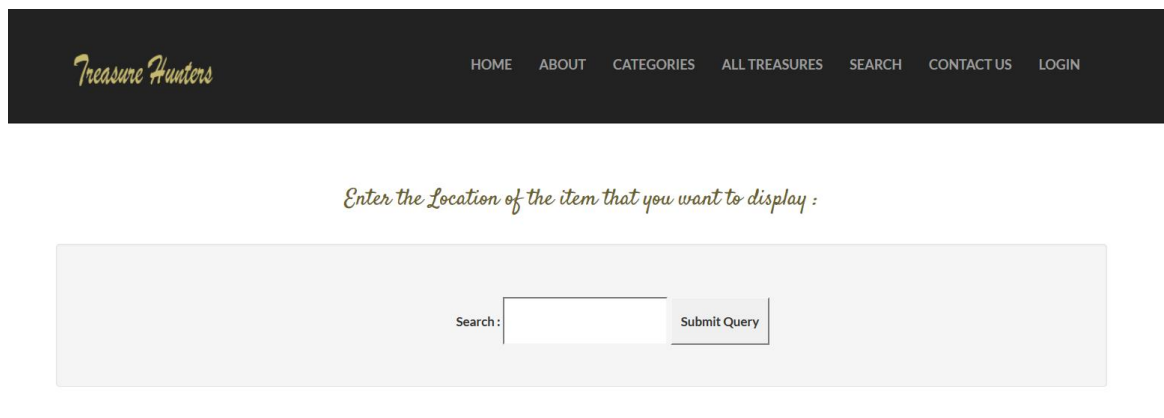 Treasure Hunters
HOME ABOUT CATEGORIES ALL TREASURES SEARCH CONTACT US LOGIN
Enter the Location of the item that you want to display :
Search : Submit Query